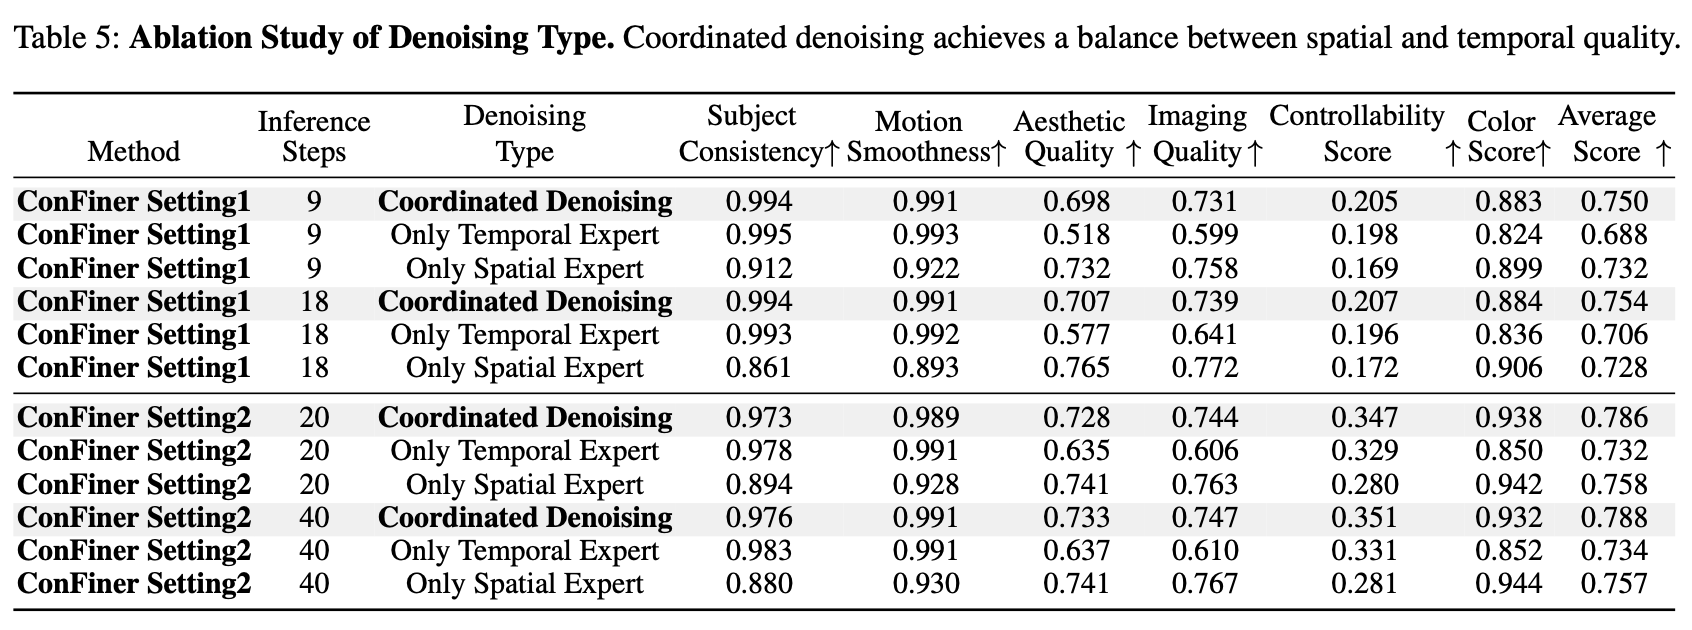 Table 5: Ablation Study of Denoising Type. Coordinated denoising achieves a balance between spatial and temporal quality.
Method Inference Steps Denoising Type Subject Consistency↑ Motion Smoothness↑ Aesthetic Quality ↑ Imaging Quality ↑ Controllability Score ↑ Color Score↑ Average Score ↑
ConFiner Setting1 9 Coordinated Denoising 0.994 0.991 0.698 0.731 0.205 0.883 0.750
ConFiner Setting1 9 Only Temporal Expert 0.995 0.993 0.518 0.599 0.198 0.824 0.688
ConFiner Setting1 9 Only Spatial Expert 0.912 0.922 0.732 0.758 0.169 0.899 0.732
ConFiner Setting1 18 Coordinated Denoising 0.994 0.991 0.707 0.739 0.207 0.884 0.754
ConFiner Setting1 18 Only Temporal Expert 0.993 0.992 0.577 0.641 0.196 0.836 0.706
ConFiner Setting1 18 Only Spatial Expert 0.861 0.893 0.765 0.772 0.172 0.906 0.728
ConFiner Setting2 20 Coordinated Denoising 0.973 0.989 0.728 0.744 0.347 0.938 0.786
ConFiner Setting2 20 Only Temporal Expert 0.978 0.991 0.635 0.606 0.329 0.850 0.732
ConFiner Setting2 20 Only Spatial Expert 0.894 0.928 0.741 0.763 0.280 0.942 0.758
ConFiner Setting2 40 Coordinated Denoising 0.976 0.991 0.733 0.747 0.351 0.932 0.788
ConFiner Setting2 40 Only Temporal Expert 0.983 0.991 0.637 0.610 0.331 0.852 0.734
ConFiner Setting2 40 Only Spatial Expert 0.880 0.930 0.741 0.767 0.281 0.944 0.757